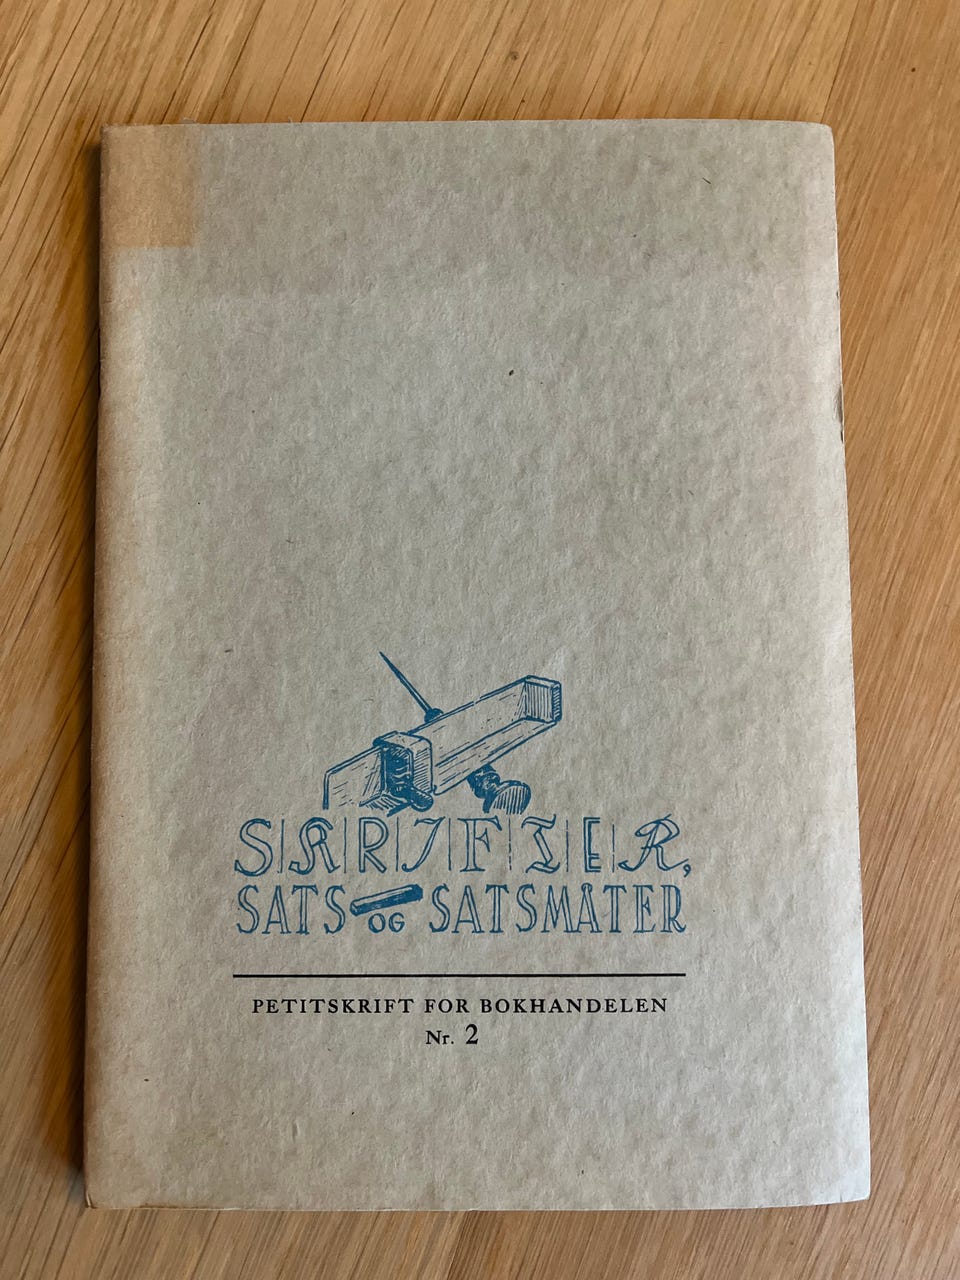 SKRIFTER,
SATS OG SATSMÅTER
PETITSKRIFT FOR BOKHANDELEN
Nr. 2